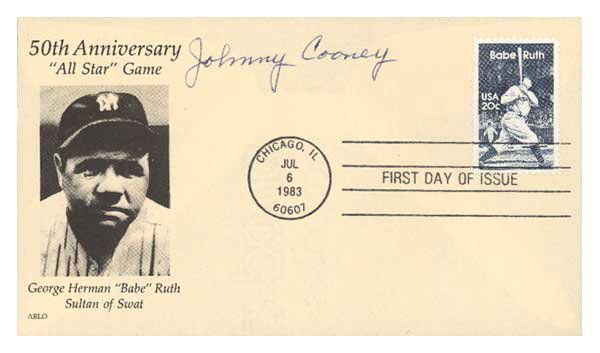 50th Anniversary
"All Star" Game
Johnny Cooney
Babe Ruth
USA
20c
NY
CHICAGO, IL
JUL
6
1983
60607
FIRST DAY OF ISSUE
George Herman "Babe" Ruth
Sultan of Swat
ARLO